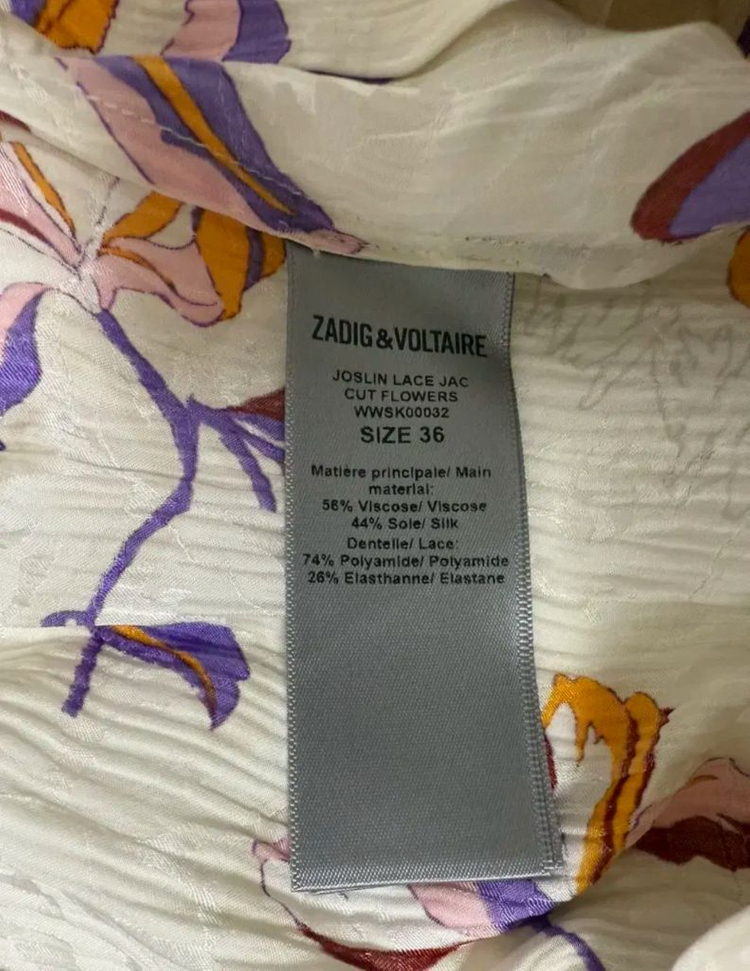 ZADIG&VOLTAIRE
JOSLIN LACE JAC
CUT FLOWERS
WWSK00032
SIZE 36
Matière principale/ Main
material:
56% Viscose/ Viscose
44% Soie/ Silk
Dentelle/ Lace:
74% Polyamide/ Polyamide
26% Elasthanne/ Elastane